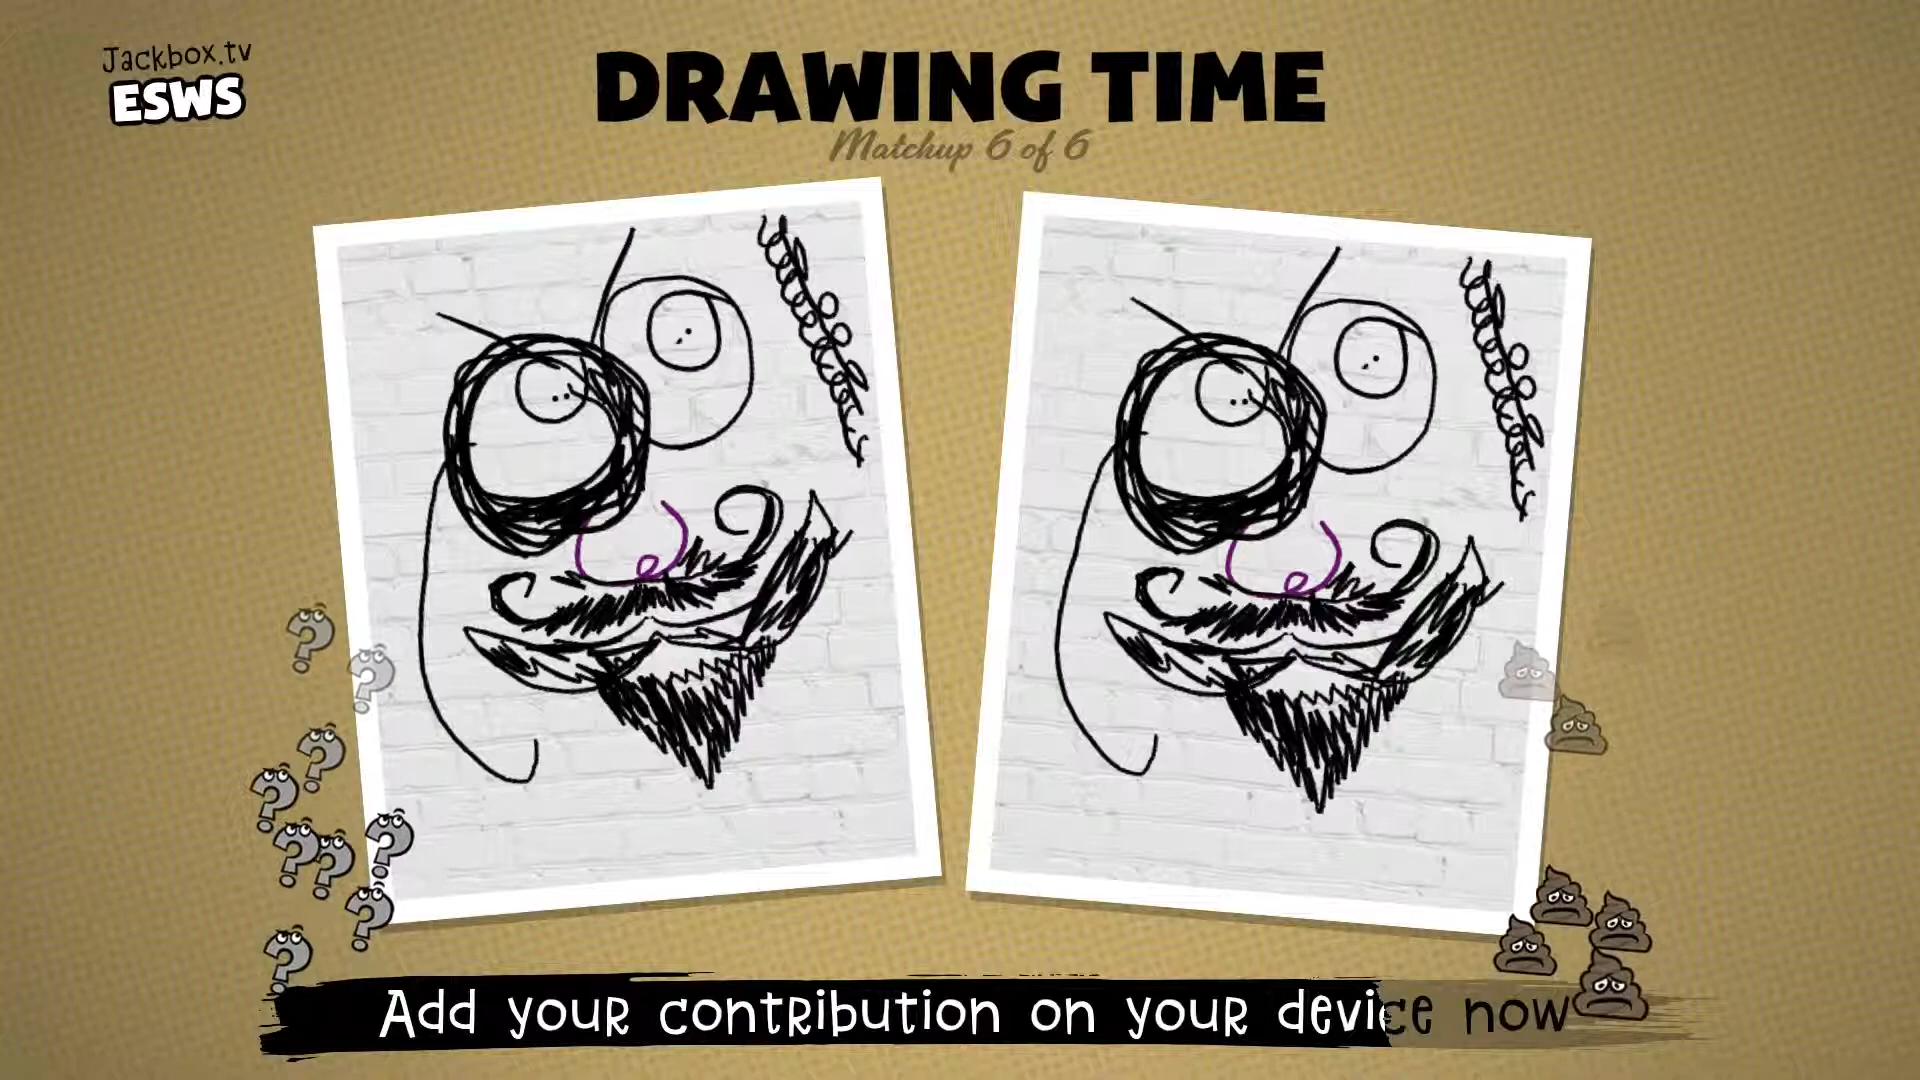 Jackbox.tv
ESWS
DRAWING TIME
Matchup 6 of 6
Add your contribution on your device now